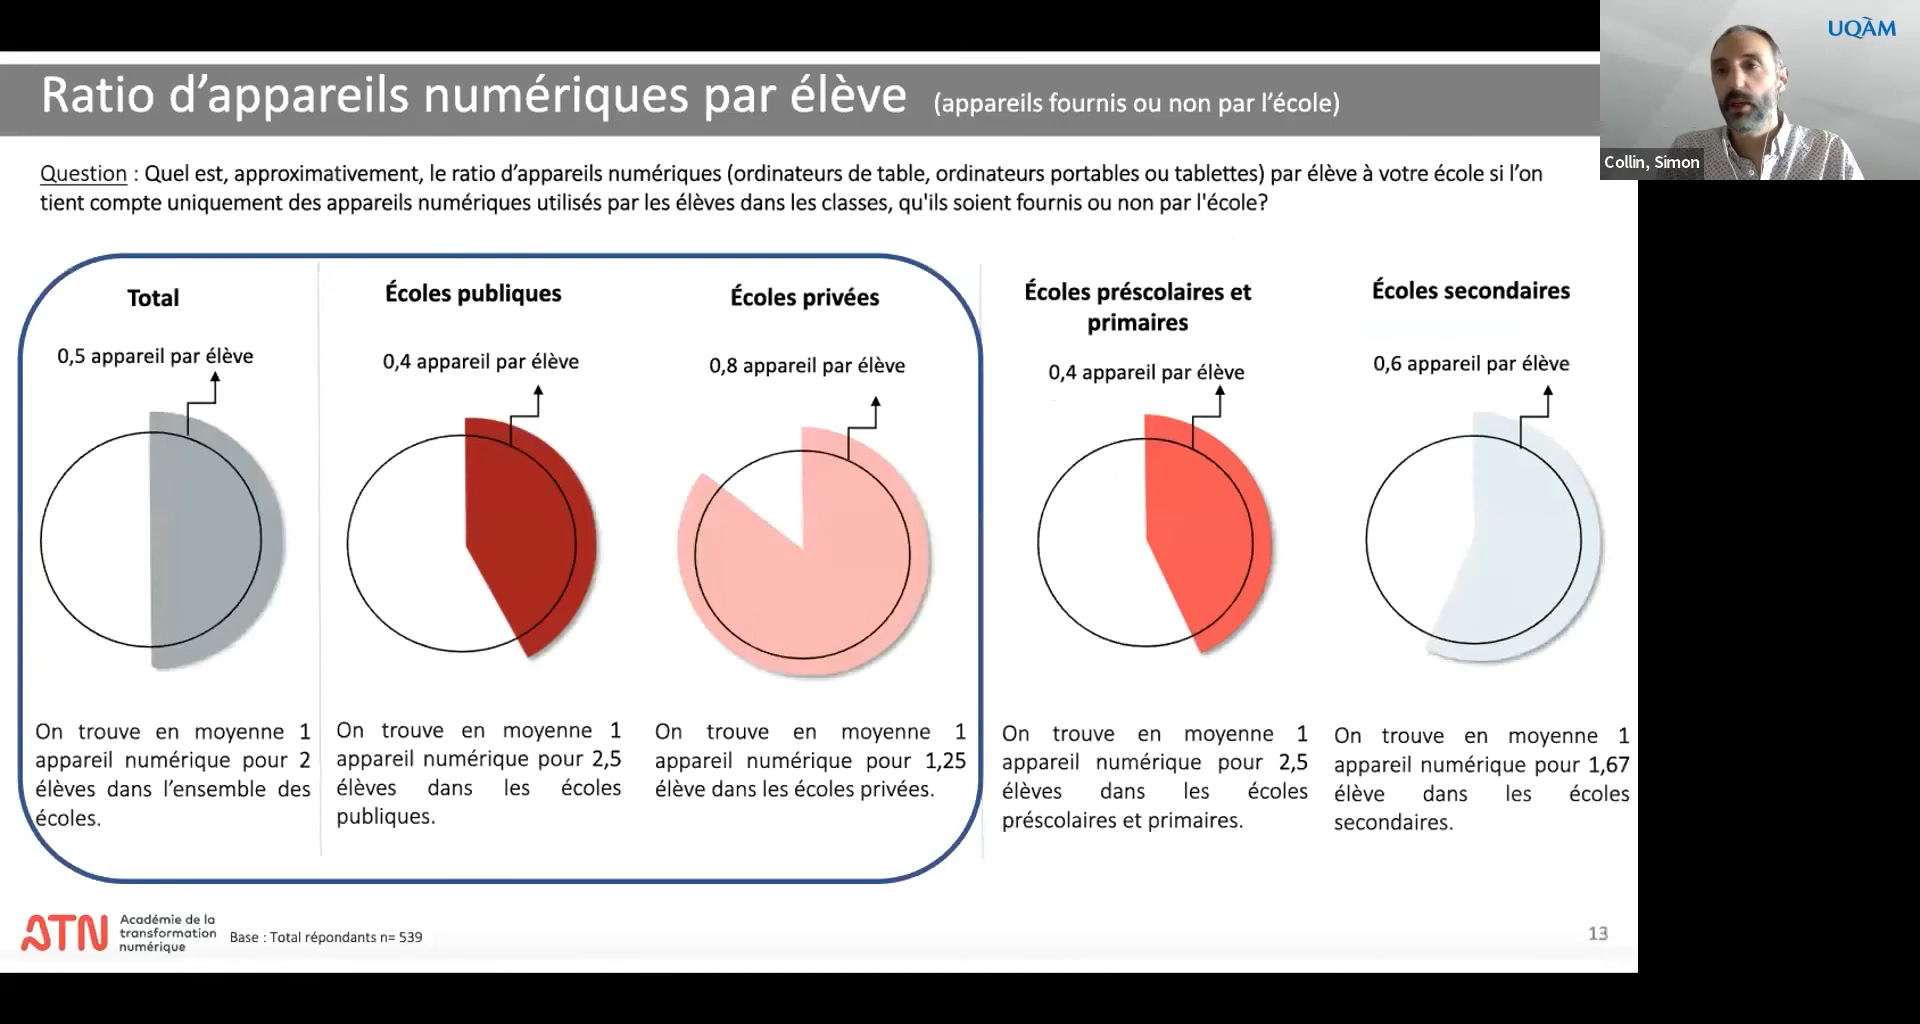 UQÀM
Collin, Simon
Ratio d’appareils numériques par élève (appareils fournis ou non par l’école)
Question : Quel est, approximativement, le ratio d’appareils numériques (ordinateurs de table, ordinateurs portables ou tablettes) par élève à votre école si l’on
tient compte uniquement des appareils numériques utilisés par les élèves dans les classes, qu'ils soient fournis ou non par l'école?
Total
0,5 appareil par élève
On trouve en moyenne 1
appareil numérique pour 2
élèves dans l’ensemble des
écoles.
Écoles publiques
0,4 appareil par élève
On trouve en moyenne 1
appareil numérique pour 2,5
élèves dans les écoles
publiques.
Écoles privées
0,8 appareil par élève
On trouve en moyenne 1
appareil numérique pour 1,25
élève dans les écoles privées.
Écoles préscolaires et
primaires
0,4 appareil par élève
On trouve en moyenne 1
appareil numérique pour 2,5
élèves dans les écoles
préscolaires et primaires.
Écoles secondaires
0,6 appareil par élève
On trouve en moyenne 1
appareil numérique pour 1,67
élève dans les écoles
secondaires.
ATN
Académie de la
transformation
numérique
Base : Total répondants n= 539
13